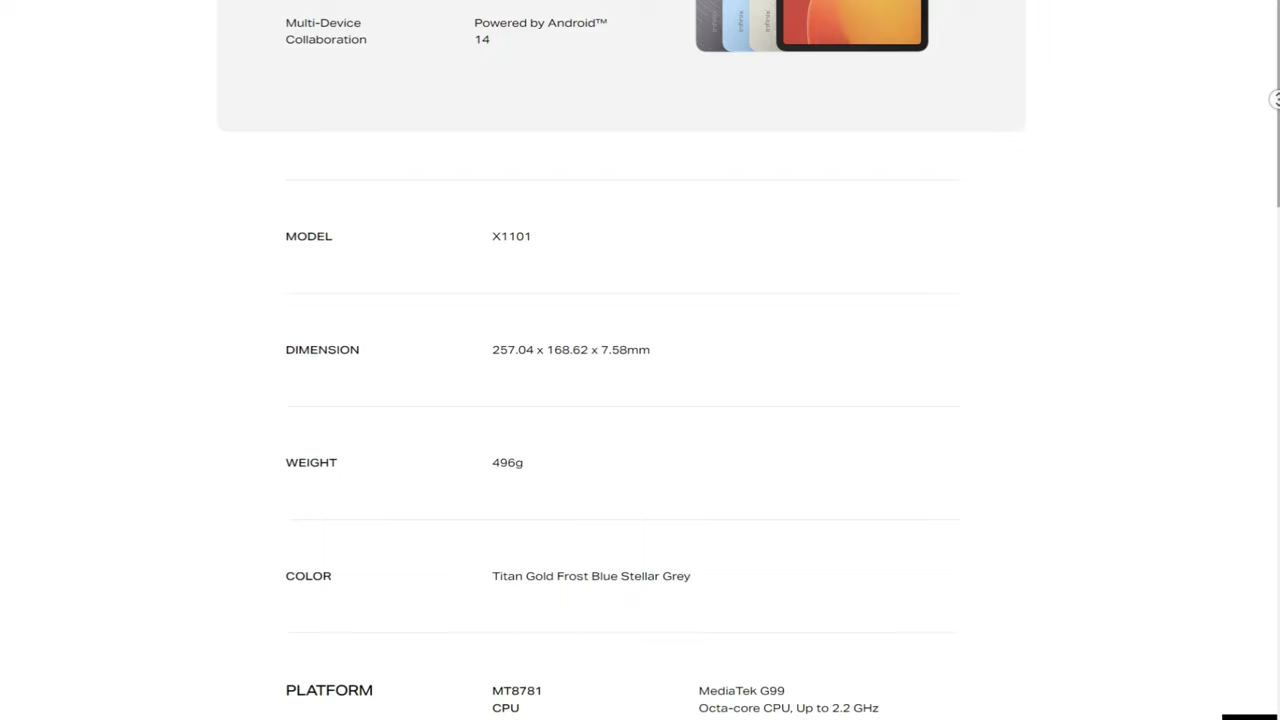 Multi-Device Powered by Android™
Collaboration 14
MODEL X1101
DIMENSION 257.04 x 168.62 x 7.58mm
WEIGHT 496g
COLOR Titan Gold Frost Blue Stellar Grey
PLATFORM MT8781 MediaTek G99
CPU Octa-core CPU, Up to 2.2 GHz